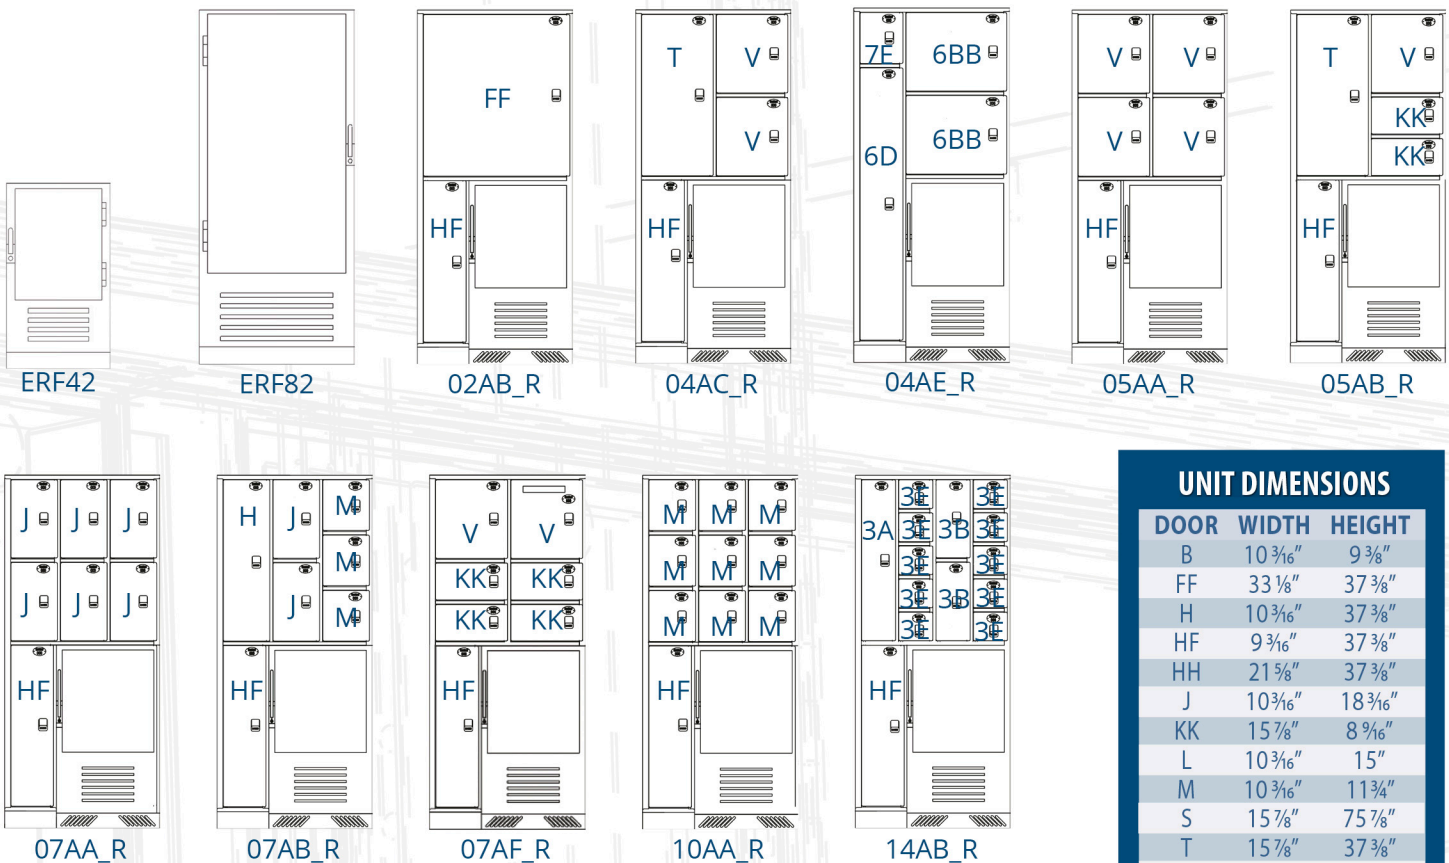 FF
HF
T
V
V
HF
7E
6BB
6BB
6D
V
V
V
V
HF
T
V
KK
KK
HF
ERF42
ERF82
02AB_R
04AC_R
04AE_R
05AA_R
05AB_R
J
J
J
J
J
J
HF
H
J
M
M
J
M
HF
V
V
KK
KK
KK
KK
HF
M
M
M
M
M
M
M
M
M
HF
3A
3E
3E
3E
3E
3E
3B
3B
3E
3E
3E
3E
3E
HF
07AA_R
07AB_R
07AF_R
10AA_R
14AB_R
UNIT DIMENSIONS
DOOR WIDTH HEIGHT
B 10 3⁄16" 9 3⁄8"
FF 33 1⁄8" 37 3⁄8"
H 10 3⁄16" 37 3⁄8"
HF 9 3⁄16" 37 3⁄8"
HH 21 5⁄8" 37 3⁄8"
J 10 3⁄16" 18 3⁄16"
KK 15 7⁄8" 8 9⁄16"
L 10 3⁄16" 15"
M 10 3⁄16" 11 3⁄4"
S 15 7⁄8" 75 7⁄8"
T 15 7⁄8" 37 3⁄8"